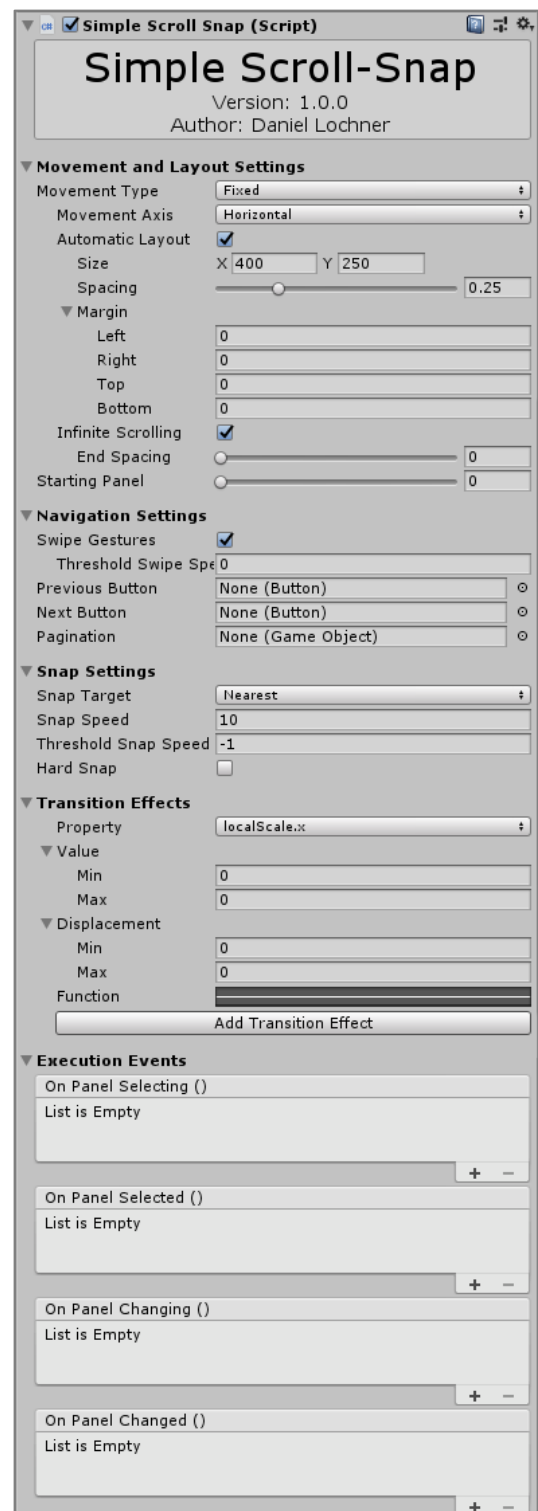 Simple Scroll Snap (Script)
Simple Scroll-Snap
Version: 1.0.0
Author: Daniel Lochner
Movement and Layout Settings
Movement Type Fixed
Movement Axis Horizontal
Automatic Layout
Size X 400 Y 250
Spacing 0.25
Margin
Left 0
Right 0
Top 0
Bottom 0
Infinite Scrolling
End Spacing 0
Starting Panel 0
Navigation Settings
Swipe Gestures
Threshold Swipe Spe 0
Previous Button None (Button)
Next Button None (Button)
Pagination None (Game Object)
Snap Settings
Snap Target Nearest
Snap Speed 10
Threshold Snap Speed -1
Hard Snap
Transition Effects
Property localScale.x
Value
Min 0
Max 0
Displacement
Min 0
Max 0
Function
Add Transition Effect
Execution Events
On Panel Selecting ()
List is Empty
+ −
On Panel Selected ()
List is Empty
+ −
On Panel Changing ()
List is Empty
+ −
On Panel Changed ()
List is Empty
+ −